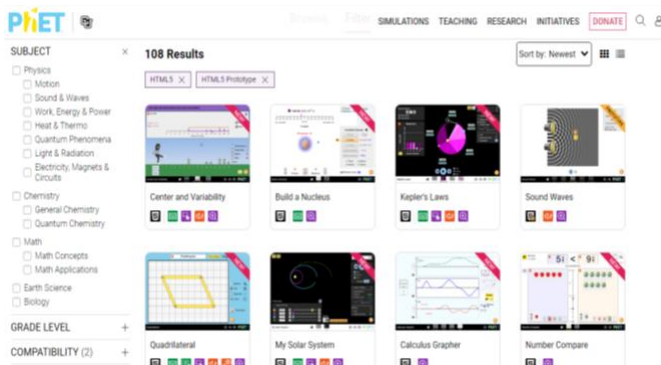 PhET
SIMULATIONS TEACHING RESEARCH INITIATIVES DONATE
SUBJECT ×
Physics
Motion
Sound & Waves
Work, Energy & Power
Heat & Thermo
Quantum Phenomena
Light & Radiation
Electricity, Magnets &
Circuits
Chemistry
General Chemistry
Quantum Chemistry
Math
Math Concepts
Math Applications
Earth Science
Biology
GRADE LEVEL +
COMPATIBILITY (2) +
108 Results
Sort by: Newest
HTML5 × HTML5 Prototype ×
Center and Variability
Build a Nucleus
Kepler's Laws
Sound Waves
5i < 9i
Quadrilateral
My Solar System
Calculus Grapher
Number Compare